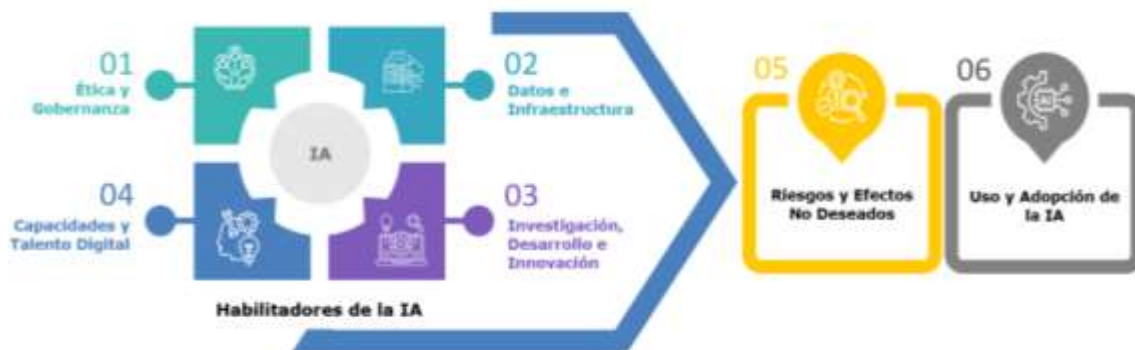 01
Ética y
Gobernanza
02
Datos e
Infraestructura
IA
04
Capacidades y
Talento Digital
03
Investigación,
Desarrollo e
Innovación
Habilitadores de la IA
05
Riesgos y Efectos
No Deseados
06
AI
Uso y Adopción de
la IA